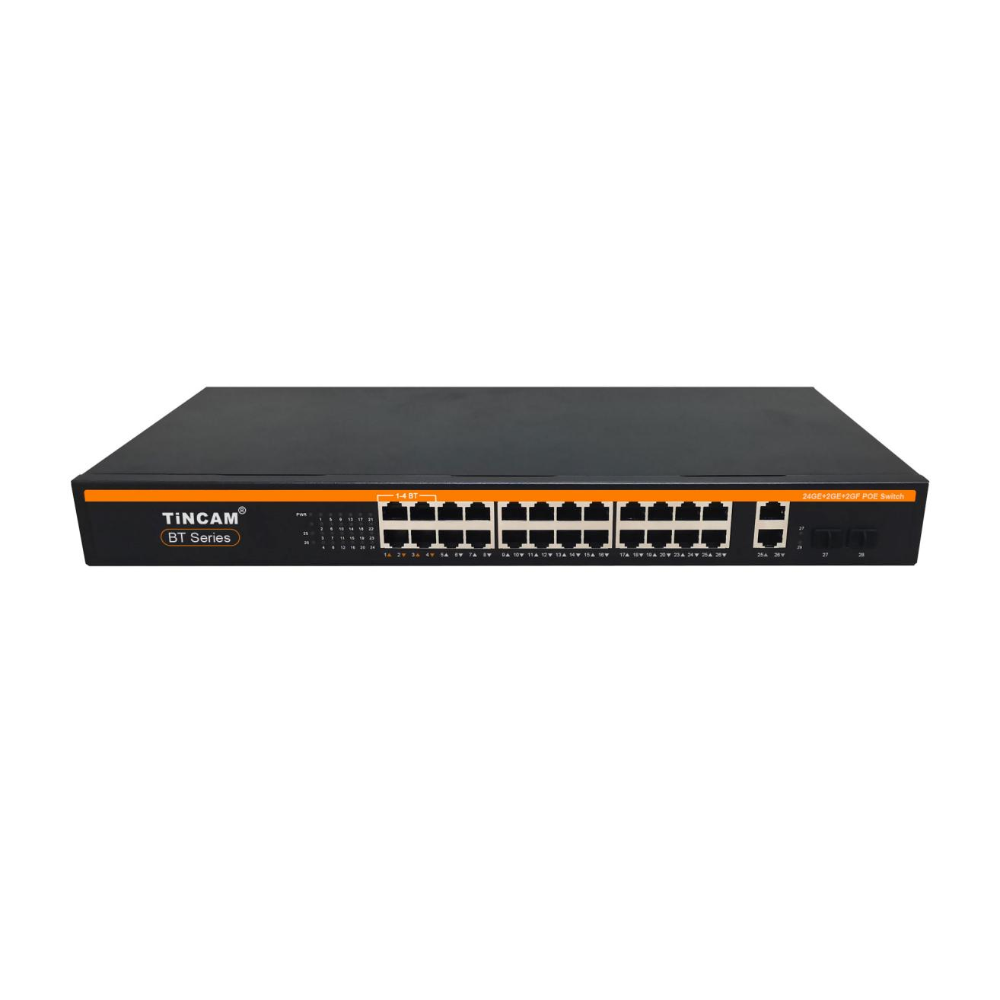 1-4 BT
24GE+2GE+2GF POE Switch
TiNCAM®
BT Series
PWR
1 5 9 13 17 21
2 6 10 14 18 22
25 3 7 11 15 19 23
26 4 8 12 16 20 24
1▲ 2▼ 3▲ 4▼ 5▲ 6▼ 7▲ 8▼
9▲ 10▼ 11▲ 12▼ 13▲ 14▼ 15▲ 16▼
17▲ 18▼ 19▲ 20▼ 23▲ 24▼ 25▲ 26▼
25▲ 26▼
27
27 28